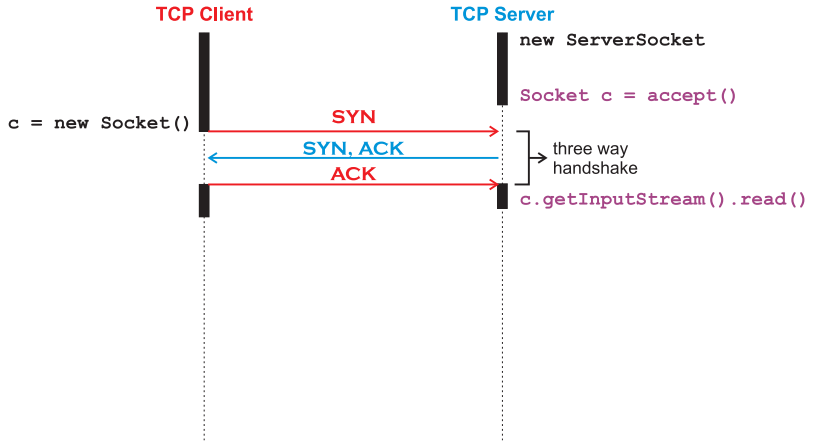 TCP Client
TCP Server
new ServerSocket
Socket c = accept()
c = new Socket()
SYN
SYN, ACK
three way
handshake
ACK
c.getInputStream().read()